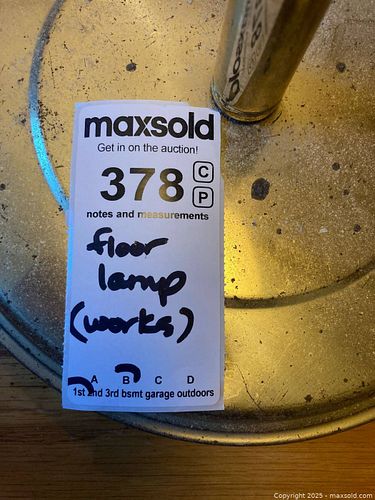 maxsold
Get in on the auction!
378 C
P
notes and measurements
floor
lamp
(works)
A B C D
1st 2nd 3rd bsmt garage outdoors
Copyright 2025 - maxsold.com